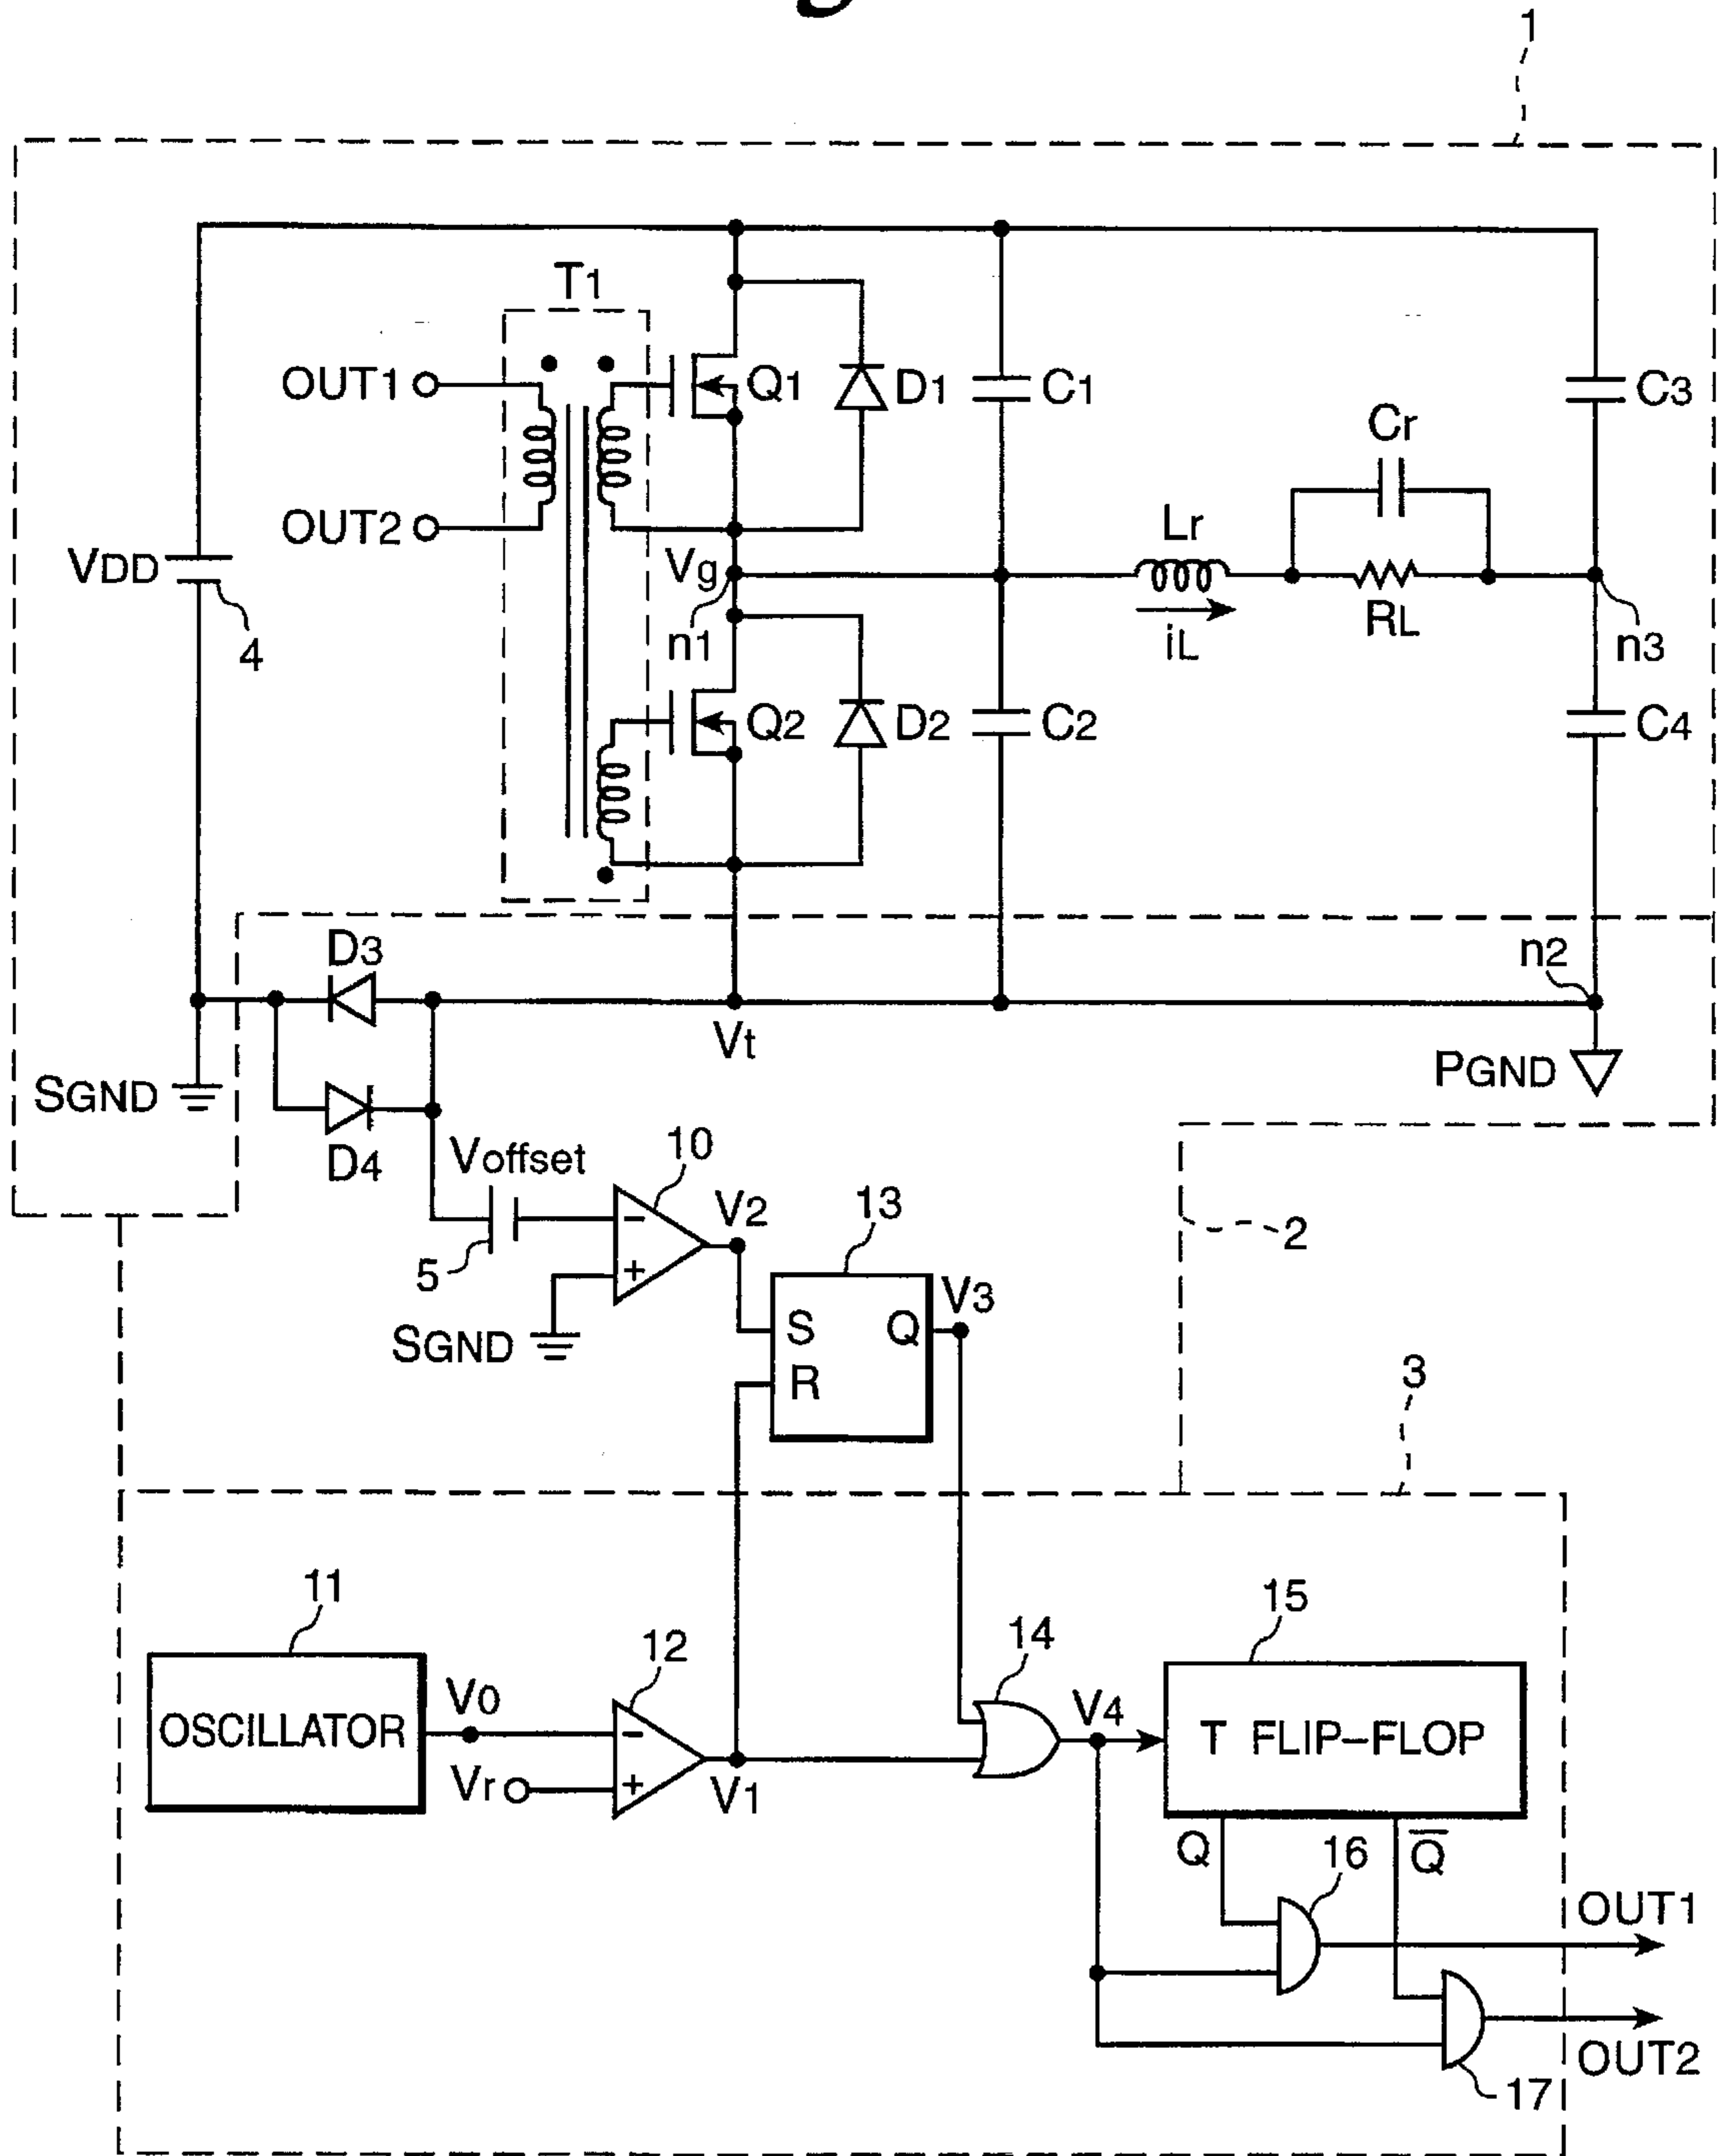 1
T1
OUT1
Q1
D1
C1
C3
Cr
OUT2
Lr
VDD
Vg
4
n1
iL
RL
n3
Q2
D2
C2
C4
D3
n2
Vt
SGND
PGND
D4
Voffset
10
V2
13
2
5
−
+
SGND
S
Q
V3
R
3
11
12
14
15
OSCILLATOR
V0
−
V4
T FLIP–FLOP
Vr
+
V1
Q
Q̅
16
OUT1
OUT2
17